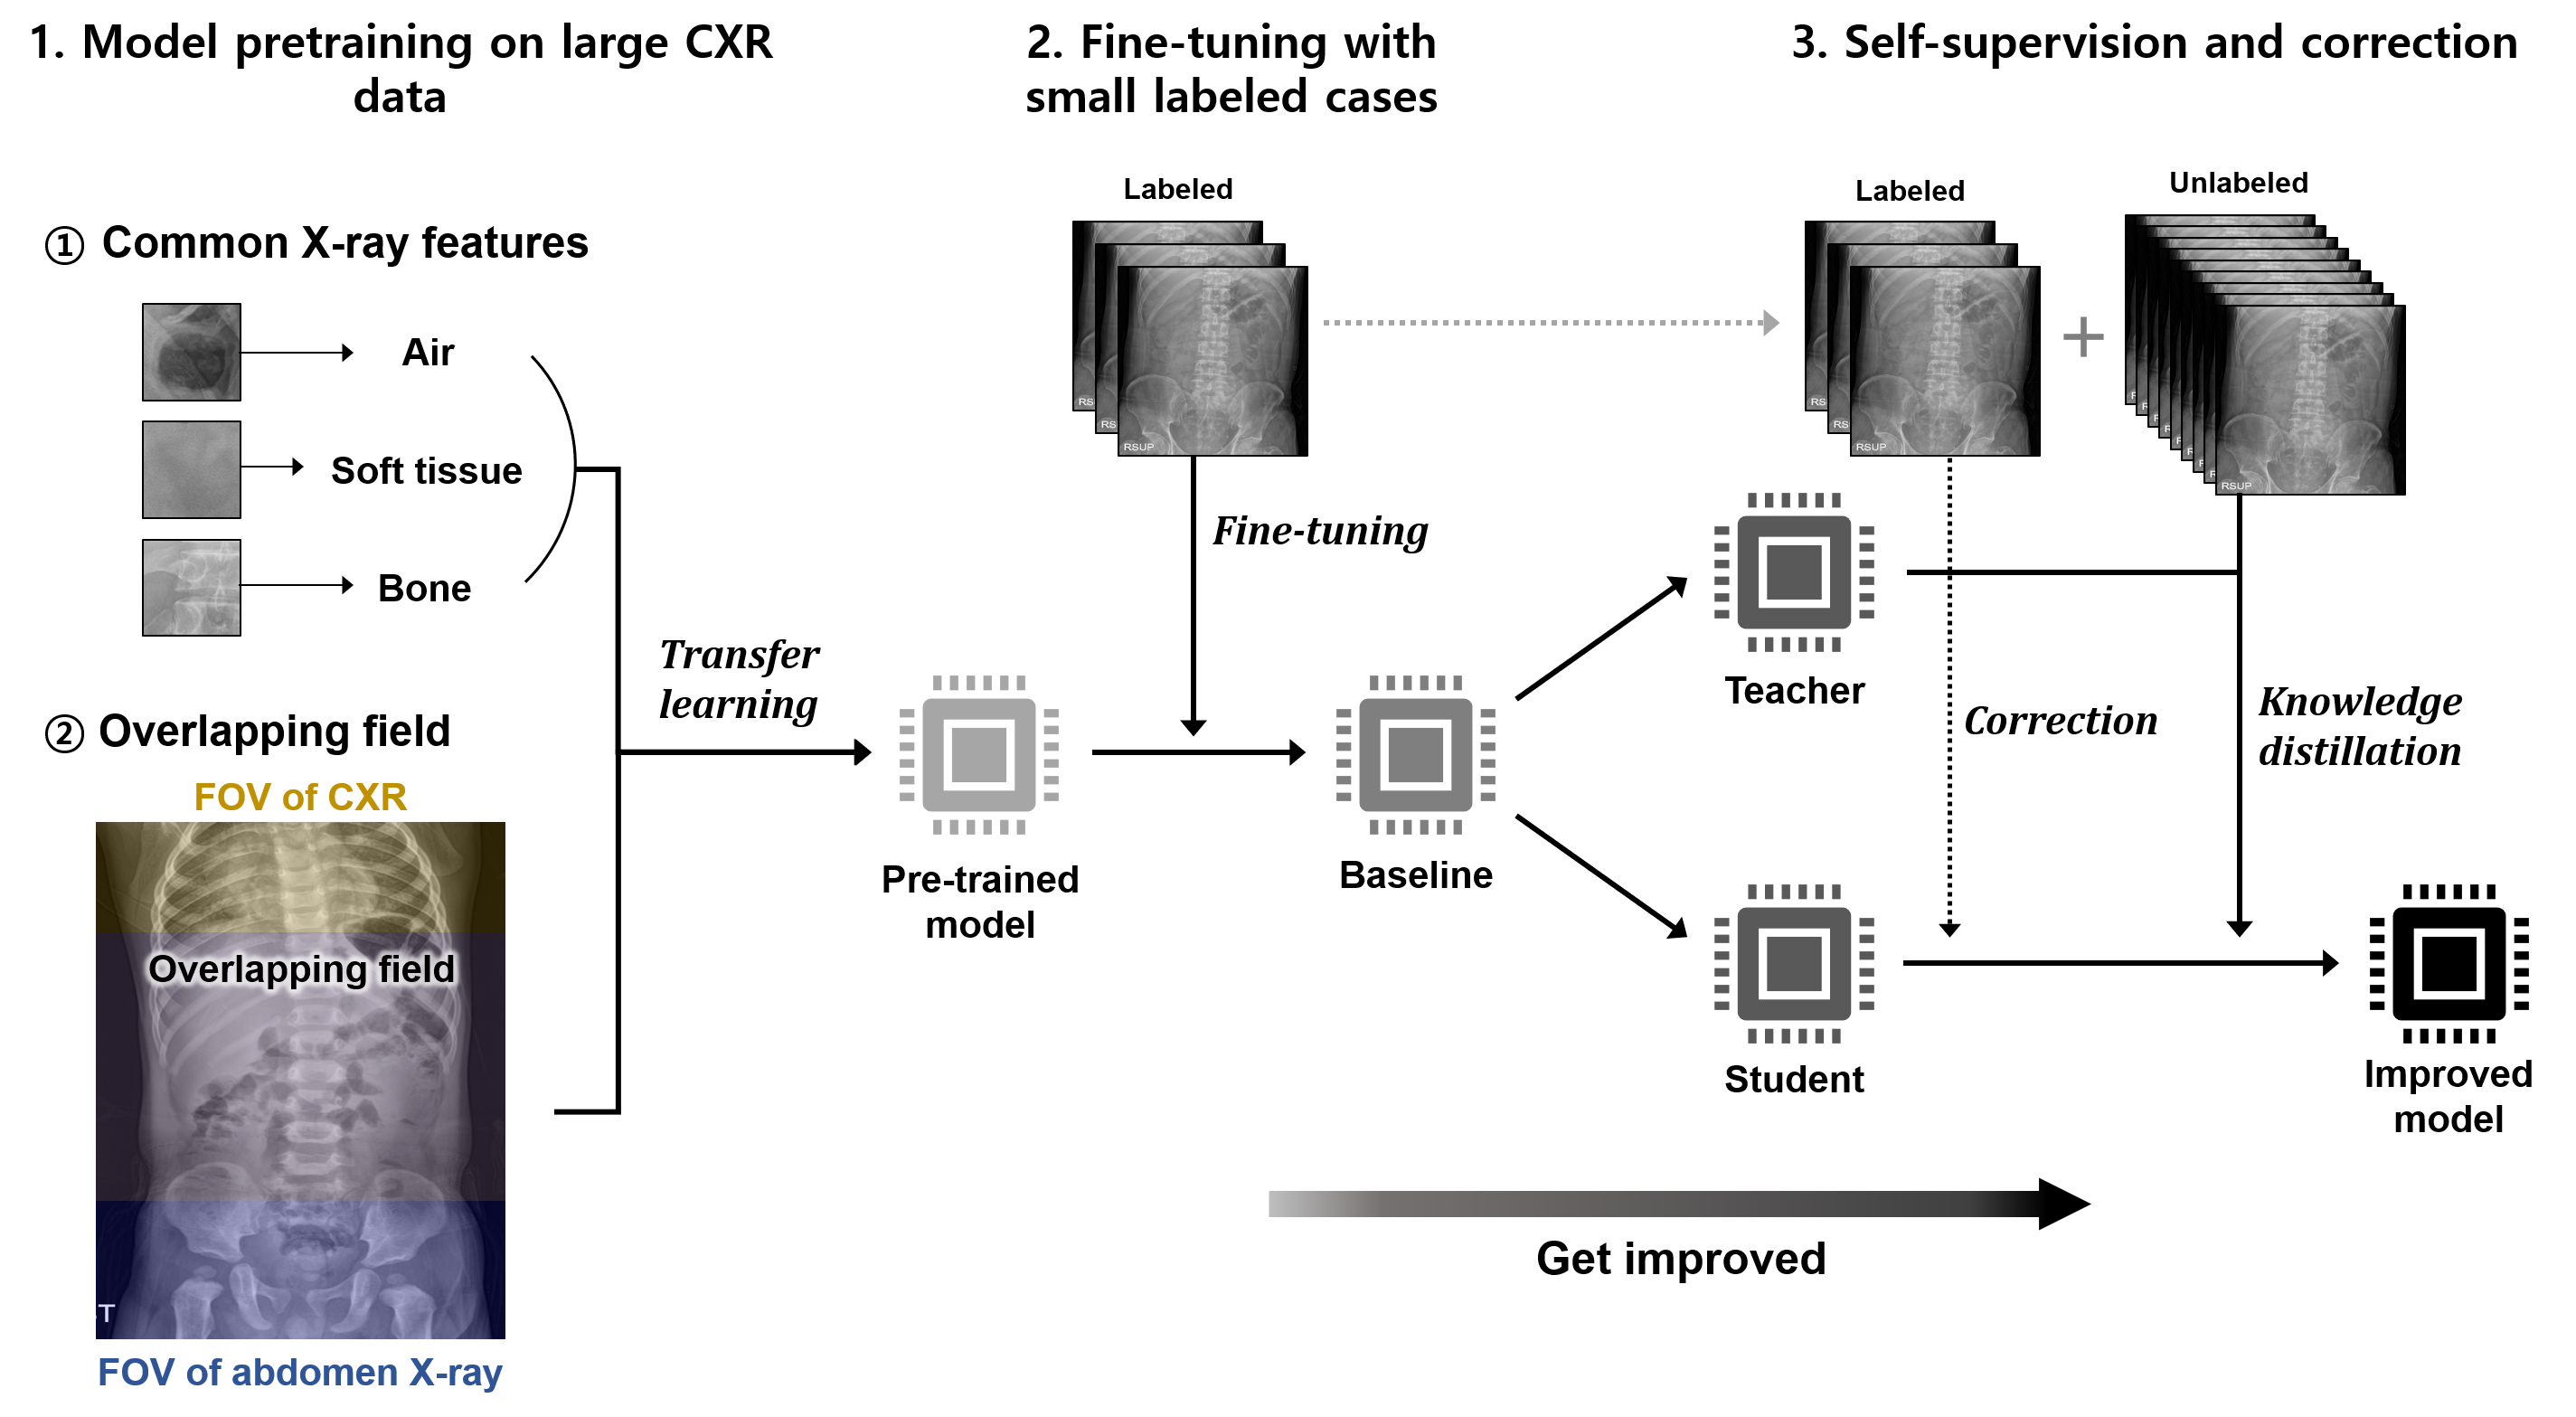 1. Model pretraining on large CXR
data
2. Fine-tuning with
small labeled cases
3. Self-supervision and correction
① Common X-ray features
Air
Soft tissue
Bone
② Overlapping field
FOV of CXR
Overlapping field
FOV of abdomen X-ray
Transfer
learning
Pre-trained
model
Labeled
RS
RS
RSUP
Fine-tuning
Baseline
Labeled
RS
RS
RSUP
+
Unlabeled
RSUP
Teacher
Student
Correction
Knowledge
distillation
Improved
model
Get improved